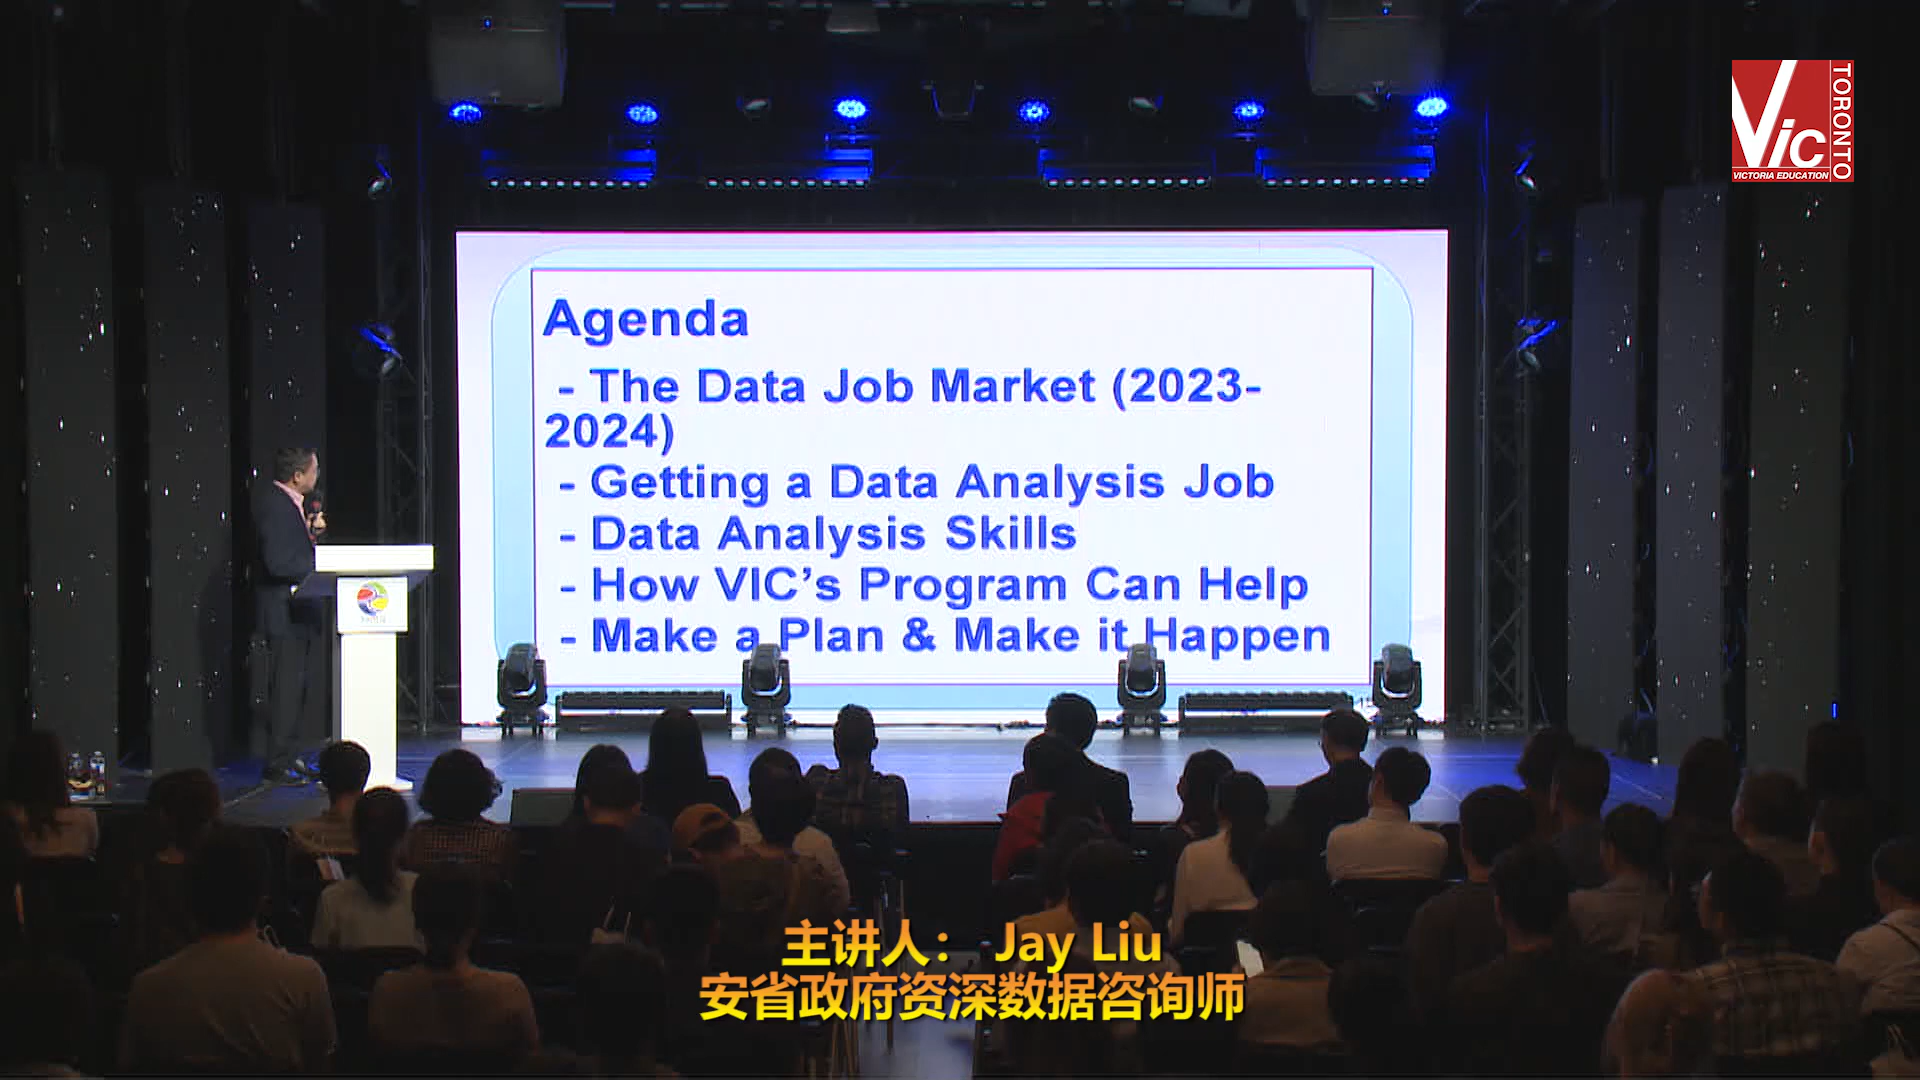 Vic
TORONTO
VICTORIA EDUCATION
Agenda
- The Data Job Market (2023-
2024)
- Getting a Data Analysis Job
- Data Analysis Skills
- How VIC’s Program Can Help
- Make a Plan & Make it Happen
主讲人： Jay Liu
安省政府资深数据咨询师